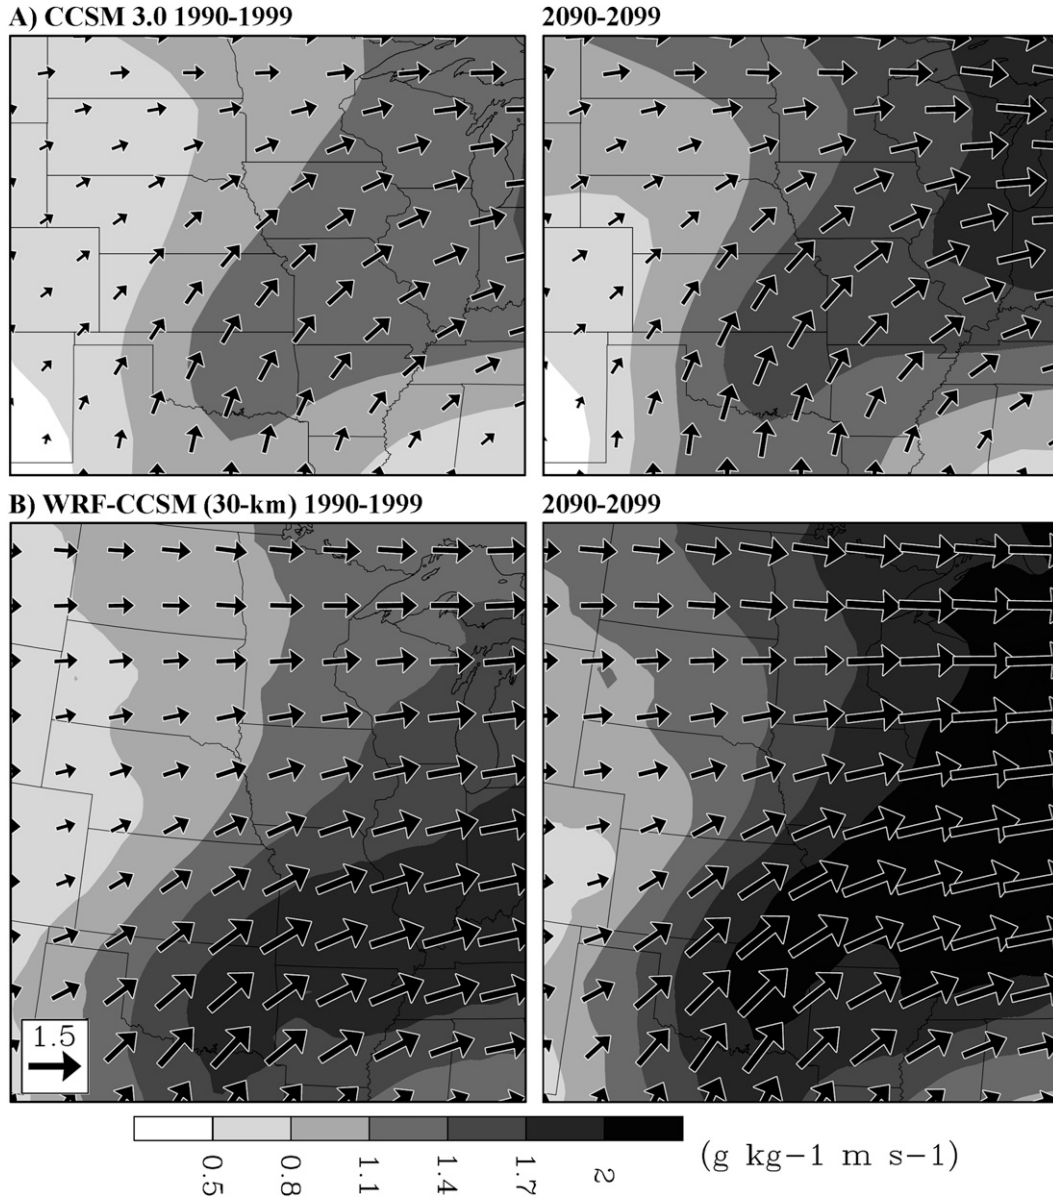 A) CCSM 3.0 1990-1999 2090-2099
B) WRF-CCSM (30-km) 1990-1999 2090-2099
1.5
0.5 0.8 1.1 1.4 1.7 2 (g kg-1 m s-1)